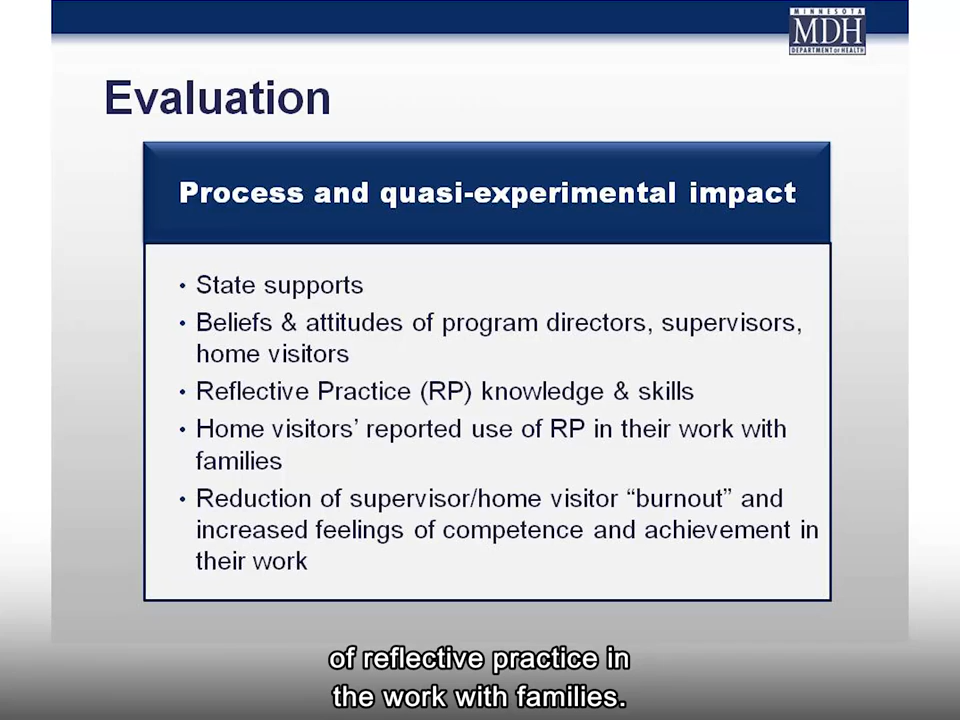 MINNESOTA
MDH
DEPARTMENT OF HEALTH
Evaluation
Process and quasi-experimental impact
• State supports
• Beliefs & attitudes of program directors, supervisors,
home visitors
• Reflective Practice (RP) knowledge & skills
• Home visitors’ reported use of RP in their work with
families
• Reduction of supervisor/home visitor “burnout” and
increased feelings of competence and achievement in
their work
of reflective practice in
the work with families.